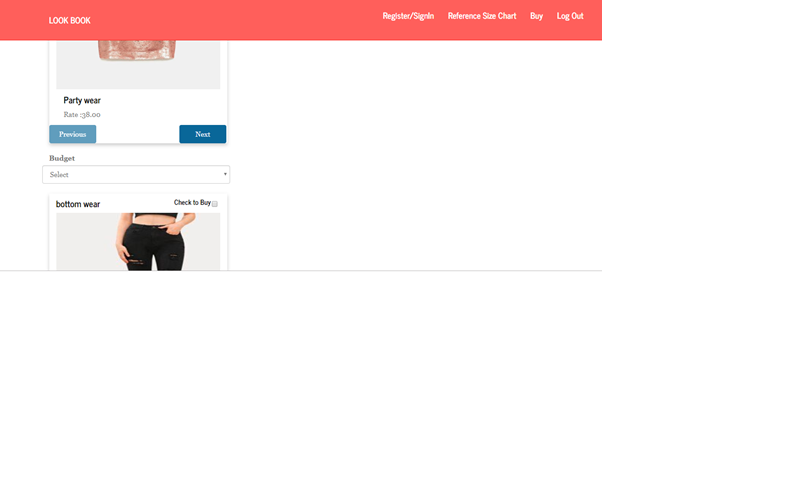 LOOK BOOK
Register/SignIn Reference Size Chart Buy Log Out
Party wear
Rate :38.00
Previous Next
Budget
Select
bottom wear Check to Buy